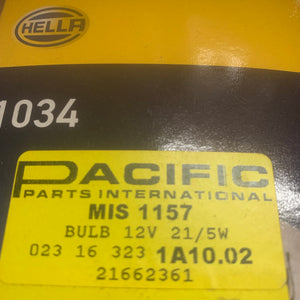 HELLA
1034
PACIFIC
PARTS INTERNATIONAL
MIS 1157
BULB 12V 21/5W
023 16 323 1A10.02
21662361